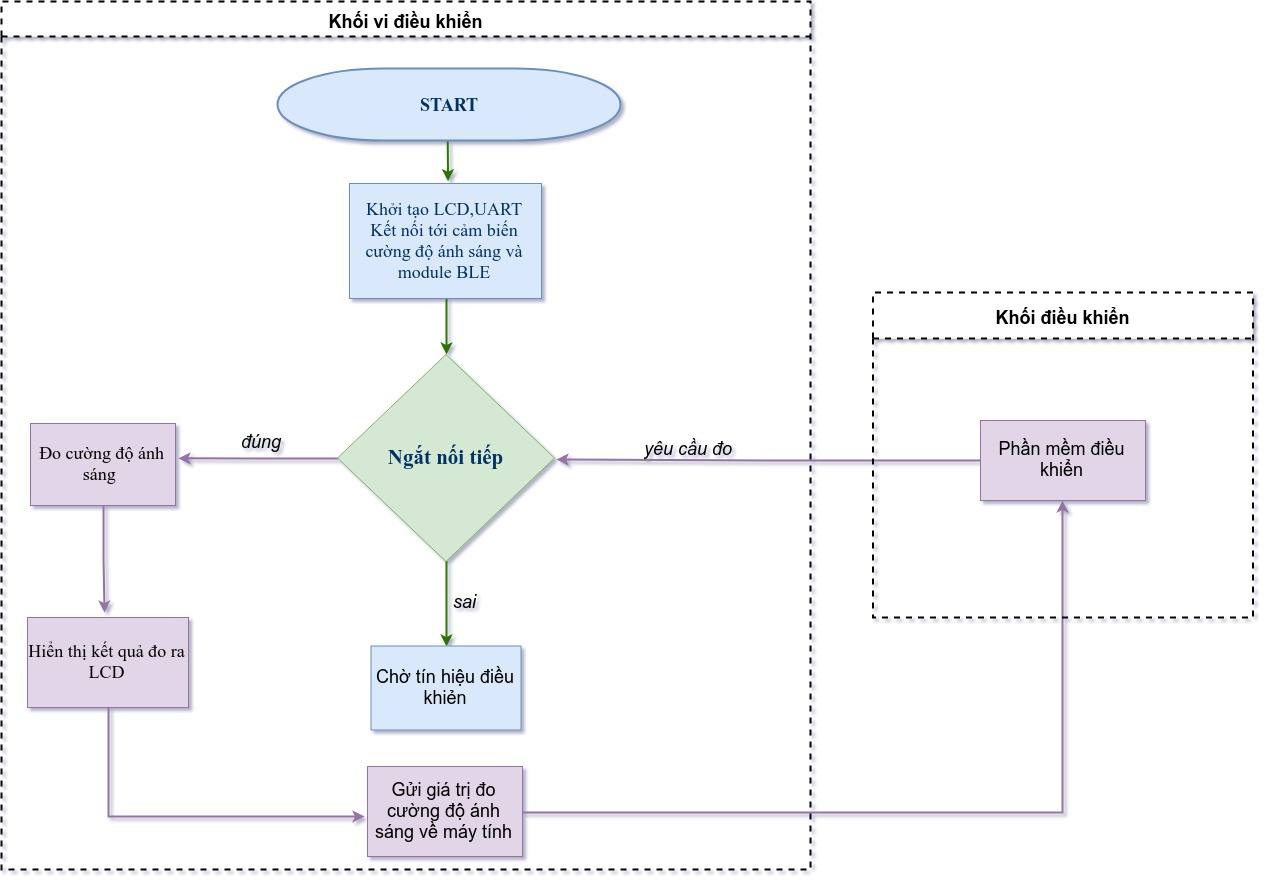 Khối vi điều khiển
START
Khởi tạo LCD,UART
Kết nối tới cảm biến
cường độ ánh sáng và
module BLE
Khối điều khiển
Ngắt nối tiếp
đúng
yêu cầu đo
Đo cường độ ánh
sáng
Phần mềm điều
khiển
sai
Hiển thị kết quả đo ra
LCD
Chờ tín hiệu điều
khiẻn
Gửi giá trị đo
cường độ ánh
sáng về máy tính